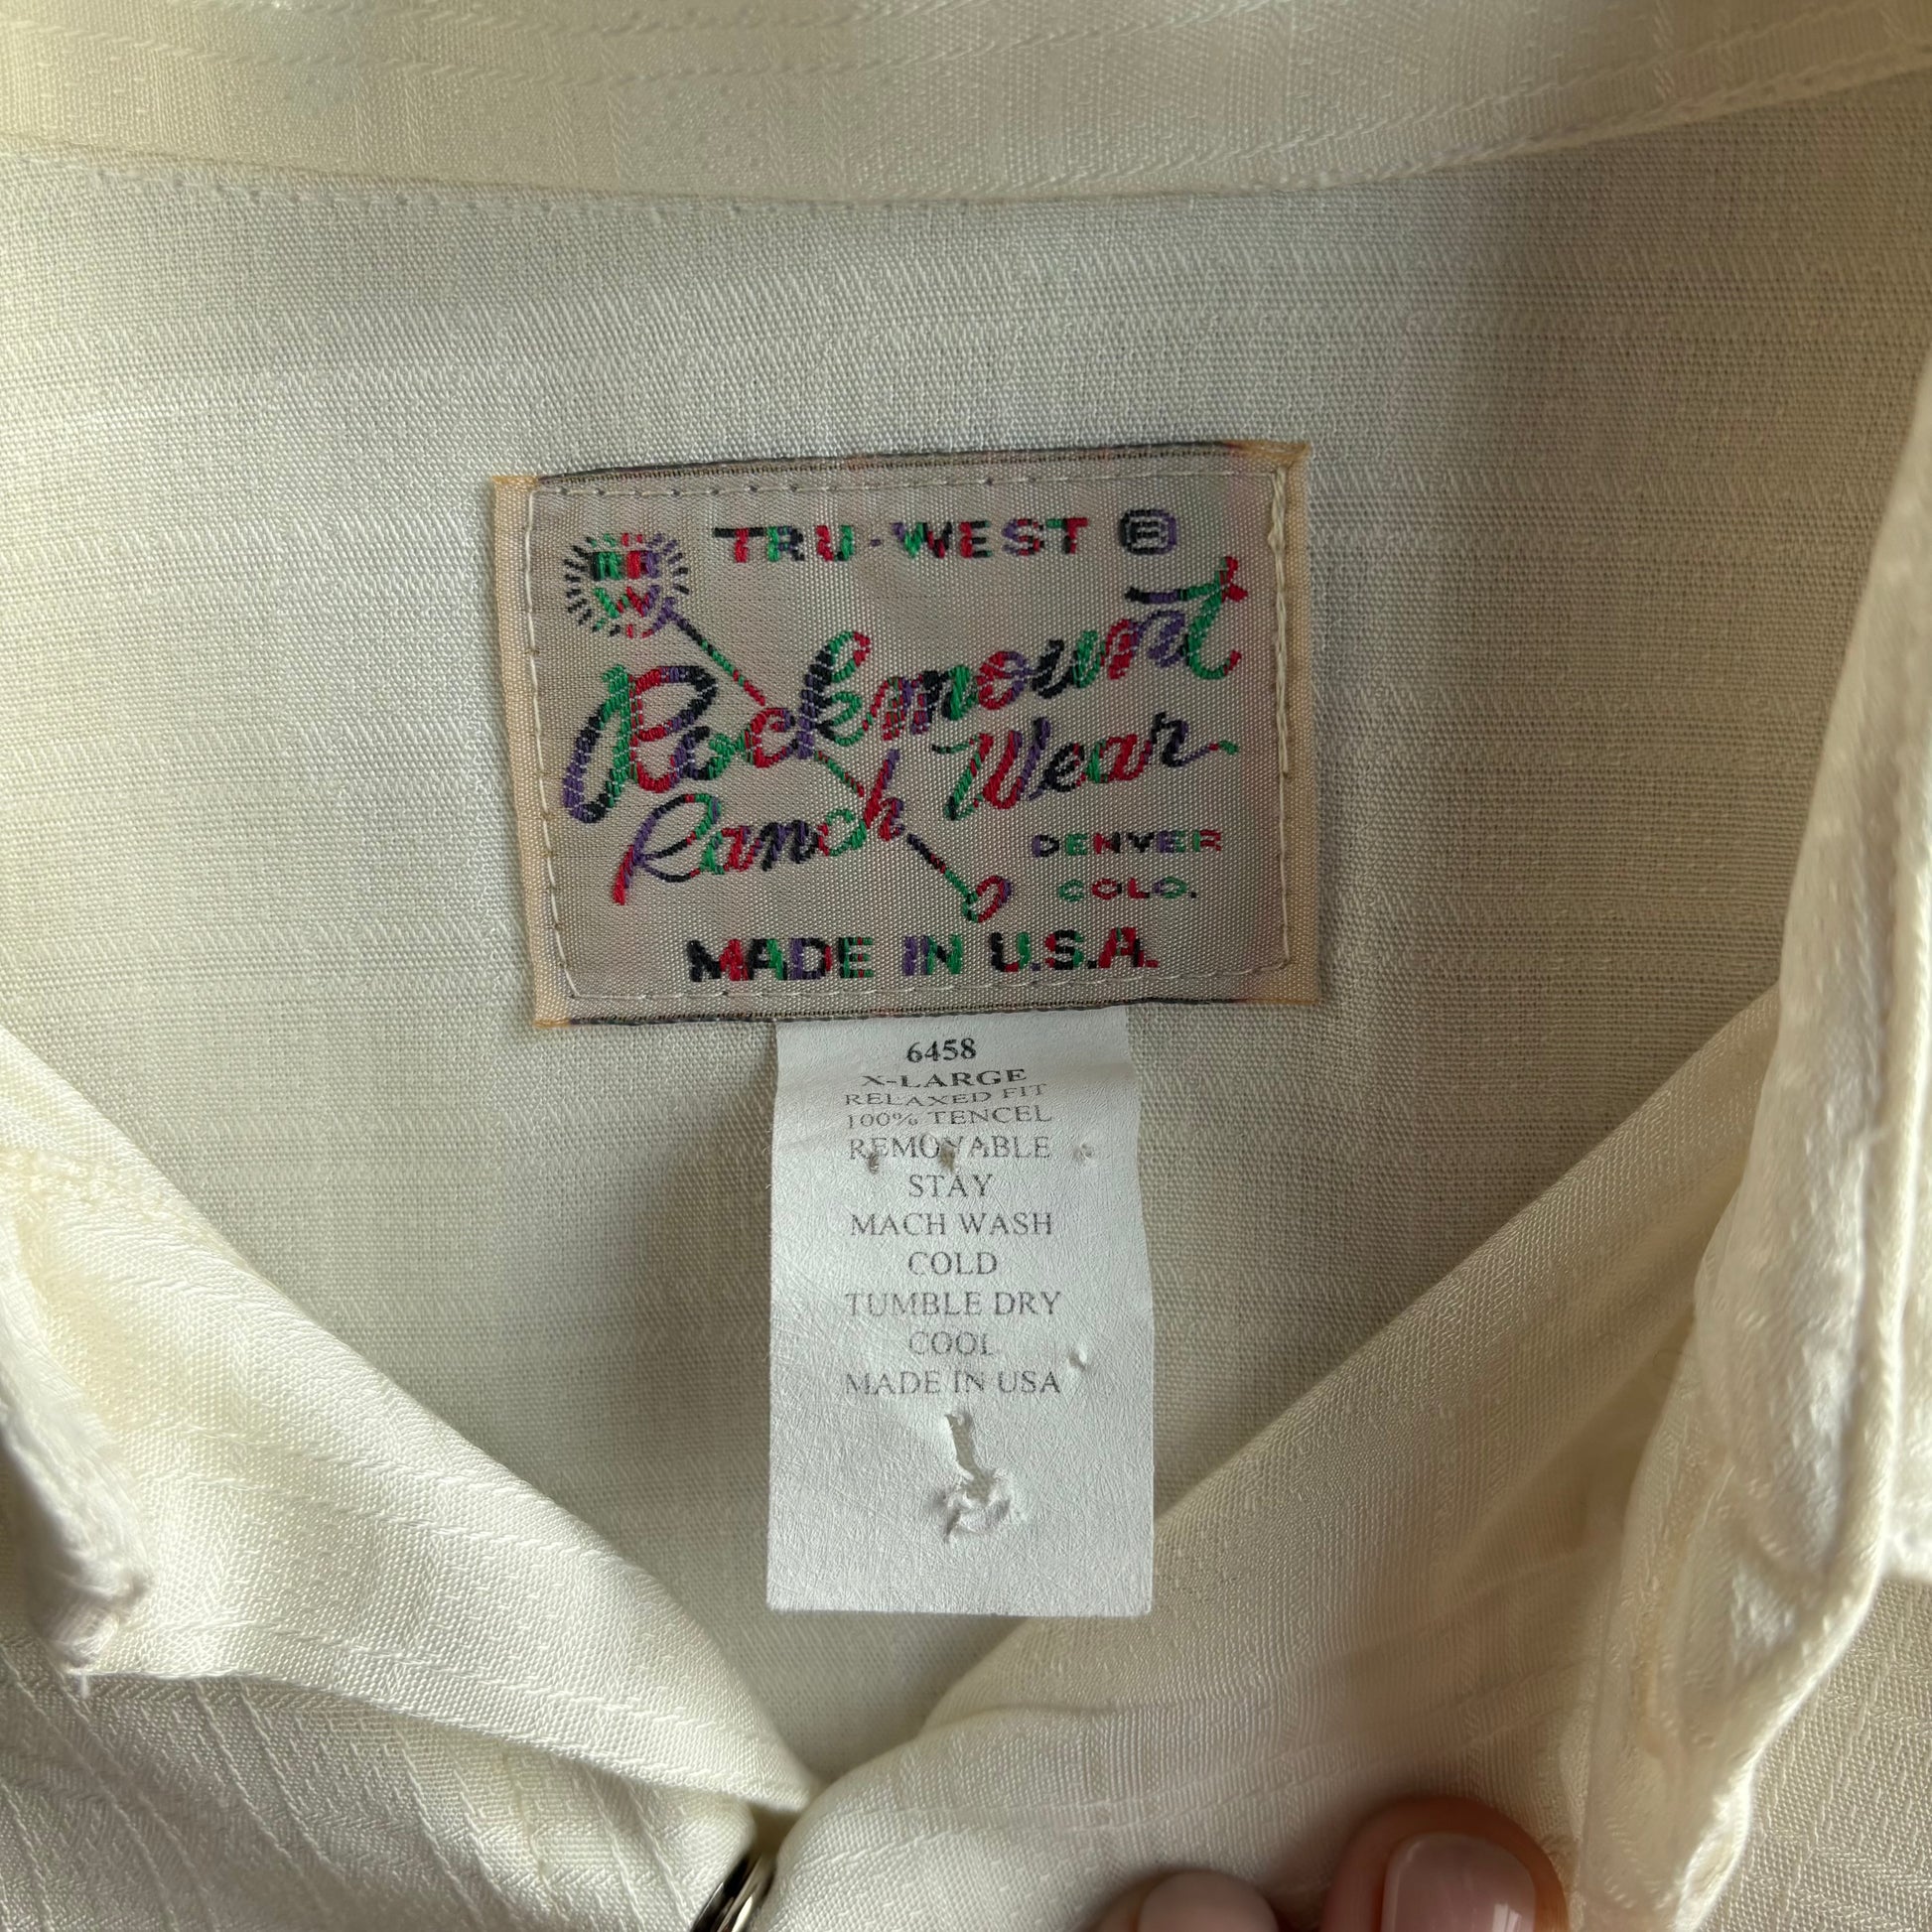 TRU-WEST ®
RR
W
Rockmount
Ranch Wear
DENVER
COLO.
MADE IN U.S.A.
6458
X-LARGE
RELAXED FIT
100% TENCEL
REMOVABLE
STAY
MACH WASH
COLD
TUMBLE DRY
COOL
MADE IN USA